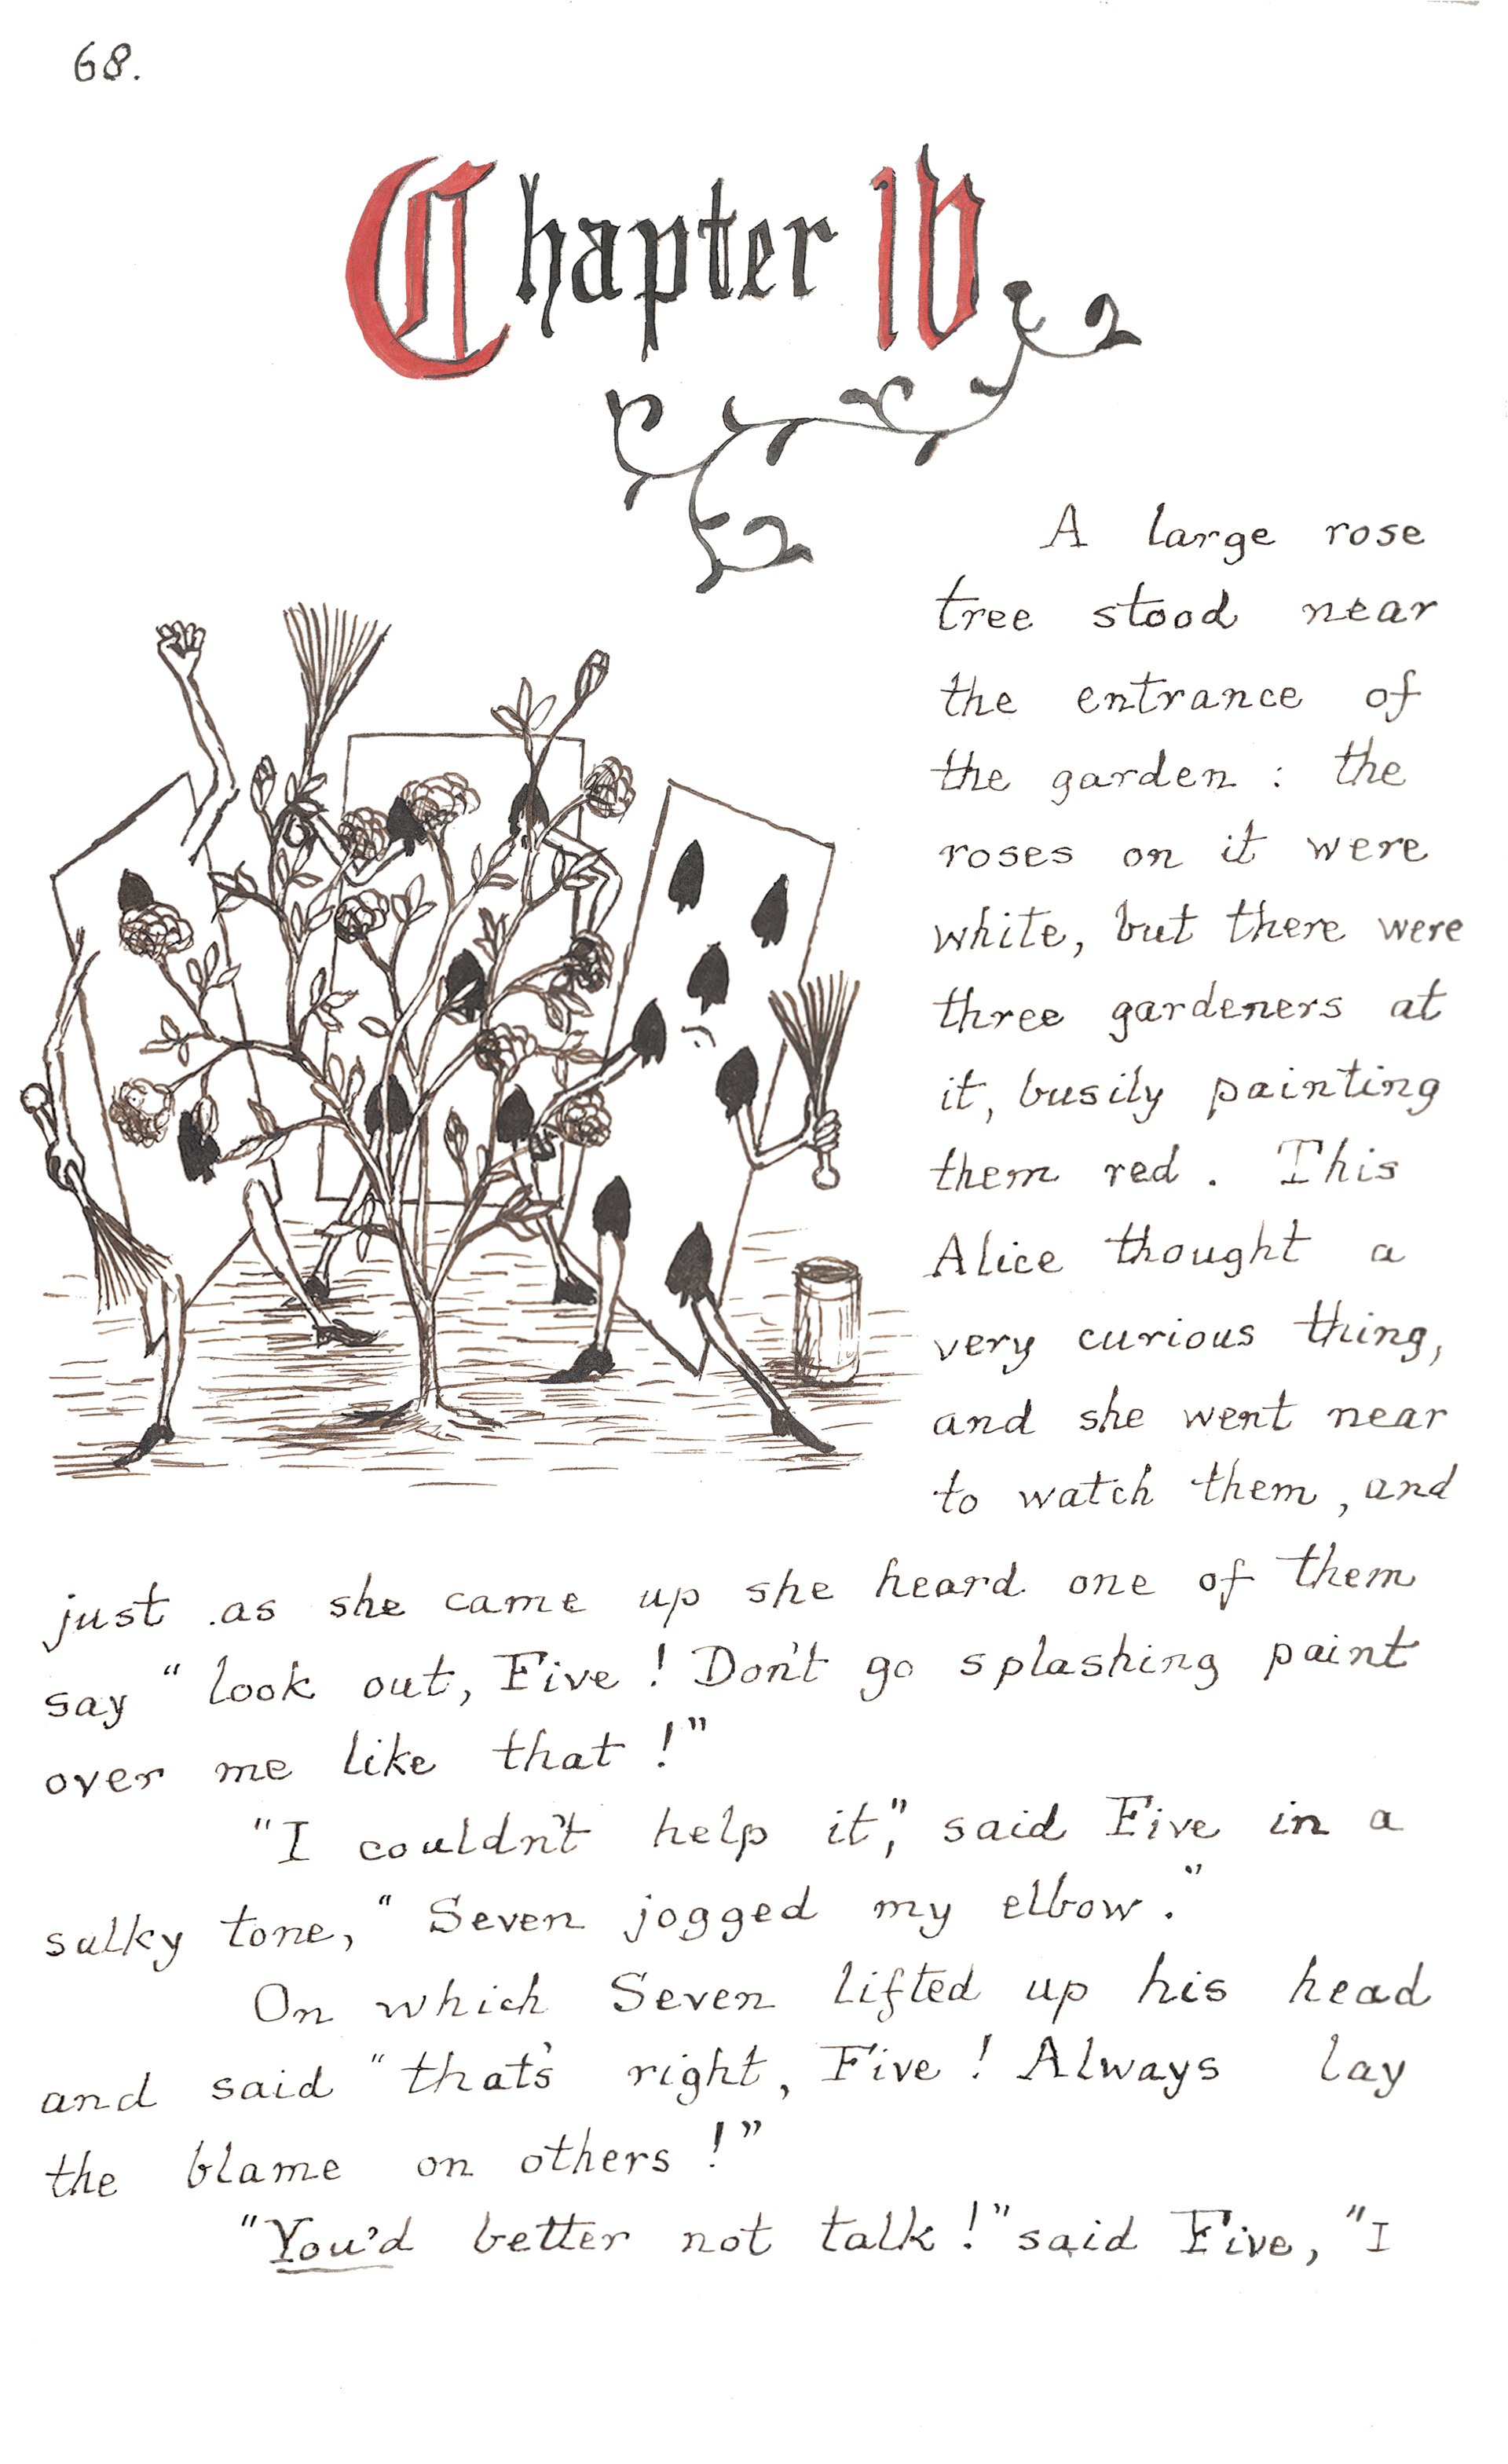 68.
Chapter IV
A large rose
tree stood near
the entrance of
the garden : the
roses on it were
white, but there were
three gardeners at
it, busily painting
them red . This
Alice thought a
very curious thing,
and she went near
to watch them , and
just as she came up she heard one of them
say " look out, Five ! Don't go splashing paint
over me like that !"
"I couldn't help it," said Five in a
sulky tone, " Seven jogged my elbow ."
On which Seven lifted up his head
and said " that's right, Five ! Always lay
the blame on others !"
"You'd better not talk !" said Five, "I